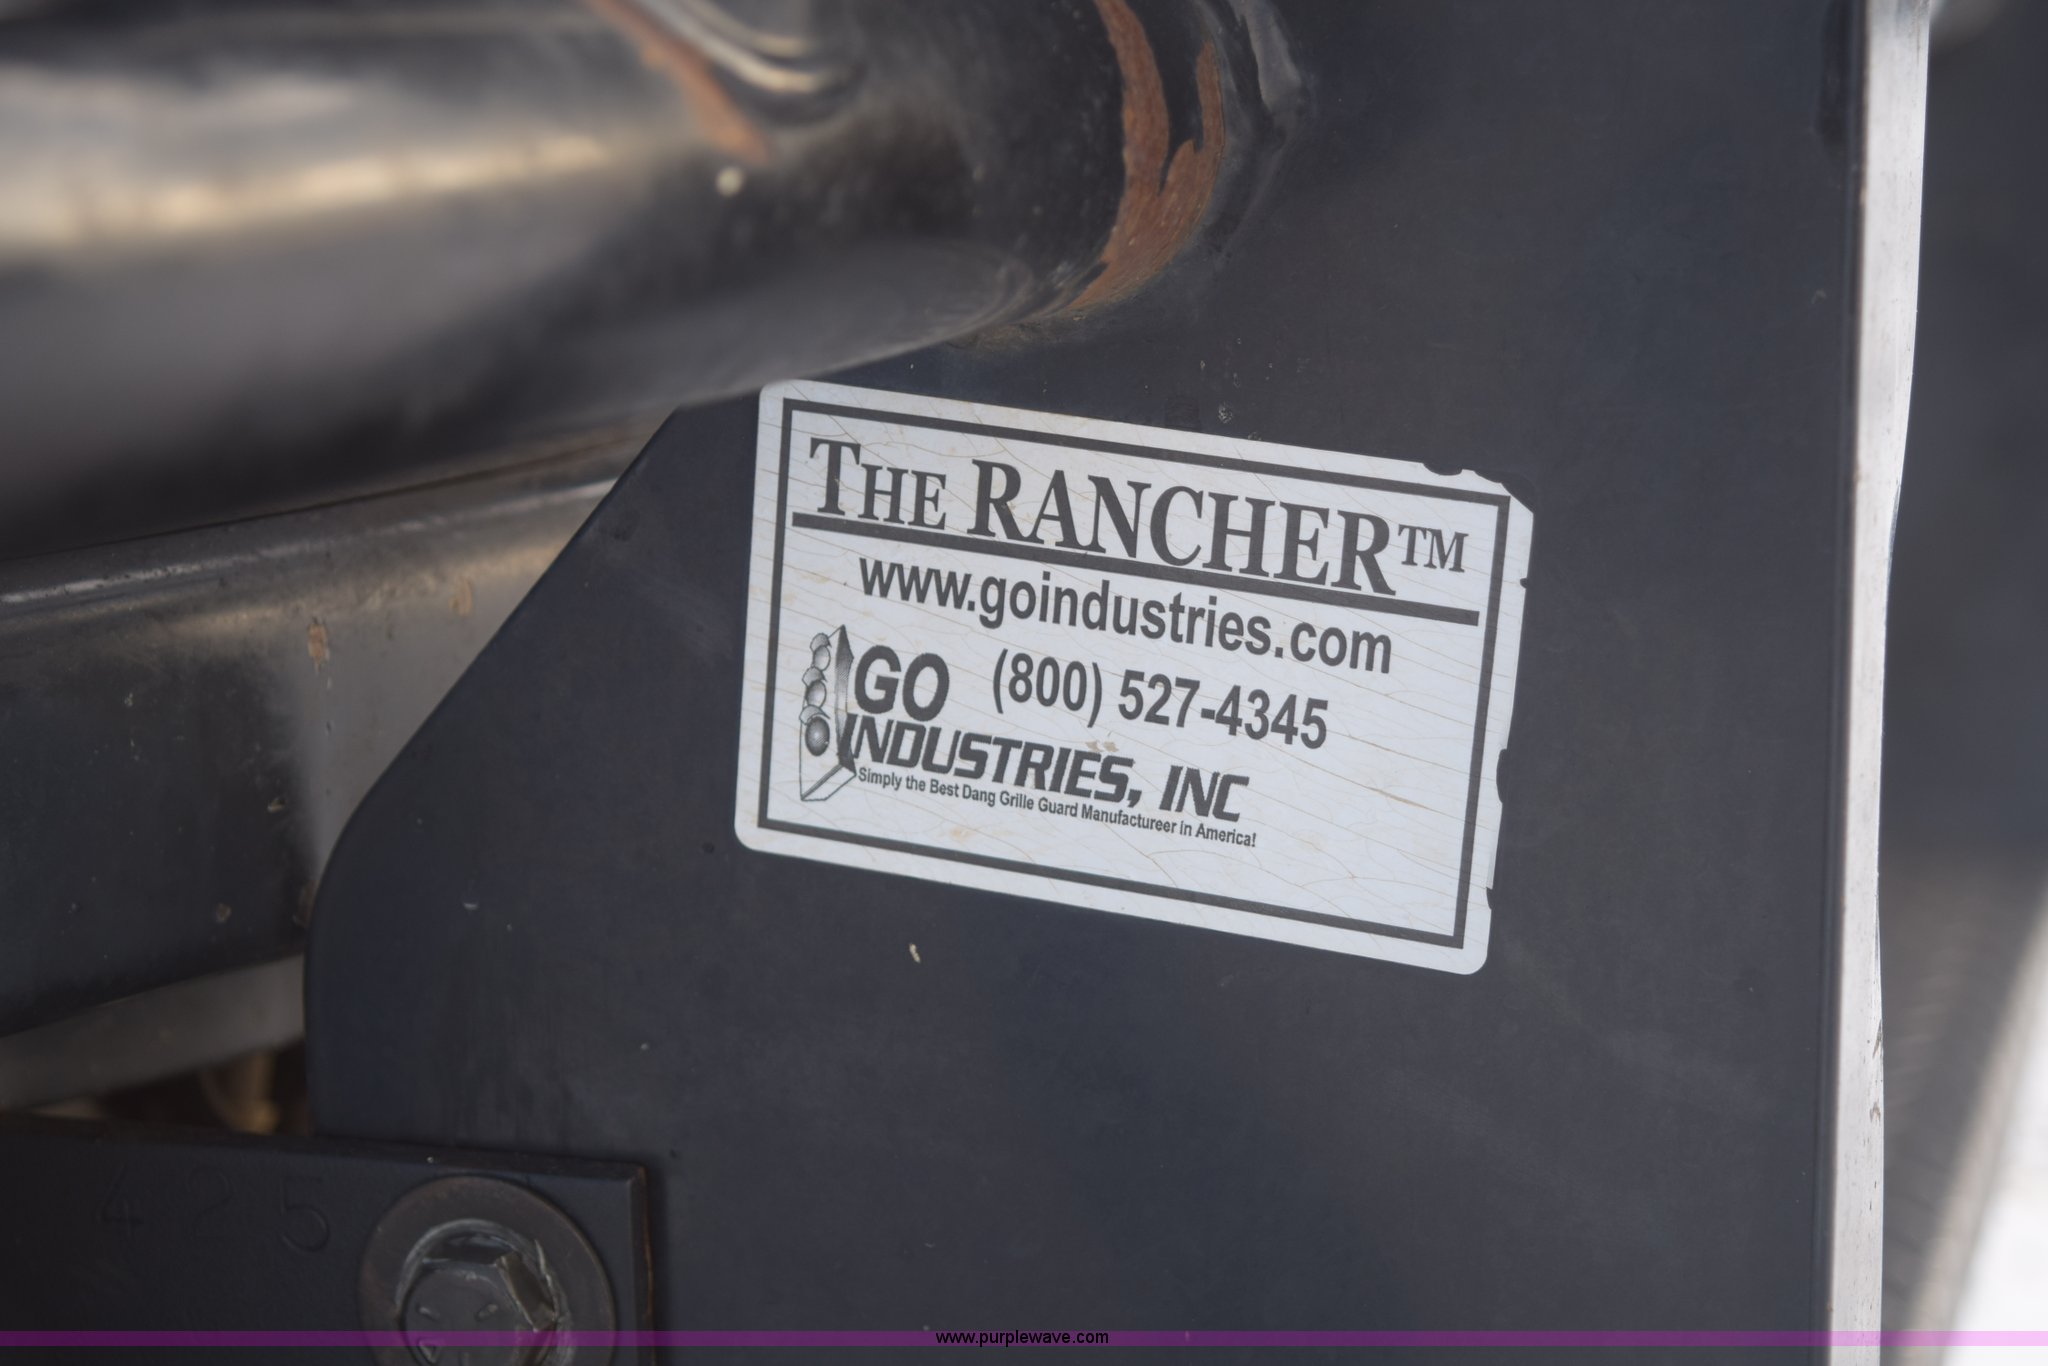 THE RANCHER™
www.goindustries.com
GO (800) 527-4345
INDUSTRIES, INC
Simply the Best Dang Grille Guard Manufactureer in America!
425
www.purplewave.com